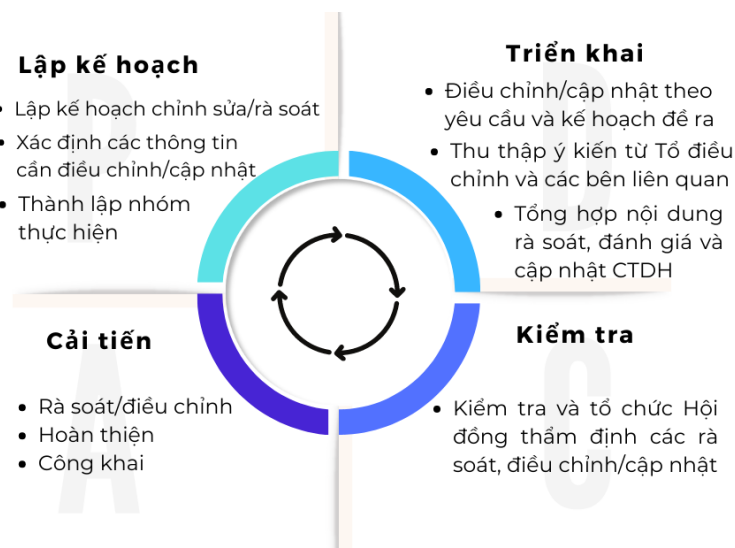 Lập kế hoạch
P
• Lập kế hoạch chỉnh sửa/rà soát
• Xác định các thông tin
cần điều chỉnh/cập nhật
• Thành lập nhóm
thực hiện
Triển khai
D
• Điều chỉnh/cập nhật theo
yêu cầu và kế hoạch đề ra
• Thu thập ý kiến từ Tổ điều
chỉnh và các bên liên quan
• Tổng hợp nội dung
rà soát, đánh giá và
cập nhật CTDH
Cải tiến
A
• Rà soát/điều chỉnh
• Hoàn thiện
• Công khai
Kiểm tra
C
• Kiểm tra và tổ chức Hội
đồng thẩm định các rà
soát, điều chỉnh/cập nhật